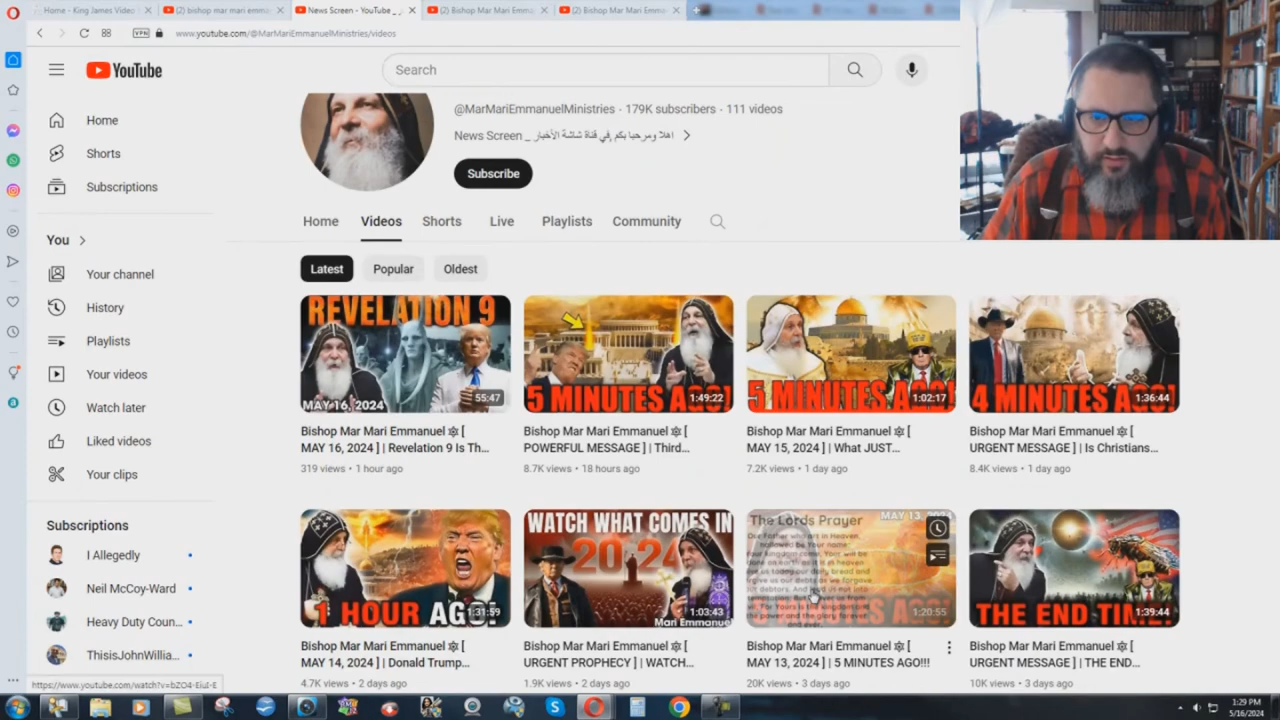 Home - King James Video
(2) bishop mar mari emma
News Screen - YouTube
(2) Bishop Mar Mari Emma
(2) Bishop Mar Mari Emma
88
VPN
www.youtube.com/@MarMariEmmanuelMinistries/videos
YouTube
Search
@MarMariEmmanuelMinistries · 179K subscribers · 111 videos
News Screen _ اهلا ومرحبا بكم في قناة شاشة الأخبار
Subscribe
Home
Shorts
Subscriptions
Home
Videos
Shorts
Live
Playlists
Community
You
Your channel
History
Playlists
Your videos
Watch later
Liked videos
Your clips
Subscriptions
I Allegedly
Neil McCoy-Ward
Heavy Duty Coun...
ThisisJohnWillia...
Latest
Popular
Oldest
REVELATION 9
MAY 16, 2024
55:47
5 MINUTES AGO!
1:49:22
5 MINUTES AGO!
1:02:17
4 MINUTES AGO!
1:36:44
Bishop Mar Mari Emmanuel ✡ [
MAY 16, 2024 ] | Revelation 9 Is Th...
319 views • 1 hour ago
Bishop Mar Mari Emmanuel ✡ [
POWERFUL MESSAGE ] | Third...
8.7K views • 18 hours ago
Bishop Mar Mari Emmanuel ✡ [
MAY 15, 2024 ] | What JUST...
7.2K views • 1 day ago
Bishop Mar Mari Emmanuel ✡ [
URGENT MESSAGE ] | Is Christians...
8.4K views • 1 day ago
1 HOUR AGO!
1:31:59
WATCH WHAT COMES IN
2024
Mari Emmanuel
1:03:43
The Lords Prayer
MAY 13, 2024
1:20:55
THE END TIME!
1:39:44
Bishop Mar Mari Emmanuel ✡ [
MAY 14, 2024 ] | Donald Trump...
4.7K views • 2 days ago
Bishop Mar Mari Emmanuel ✡ [
URGENT PROPHECY ] | WATCH...
1.9K views • 2 days ago
Bishop Mar Mari Emmanuel ✡ [
MAY 13, 2024 ] | 5 MINUTES AGO!!!
20K views • 3 days ago
Bishop Mar Mari Emmanuel ✡ [
URGENT MESSAGE ] | THE END...
10K views • 3 days ago
1:29 PM
5/16/2024